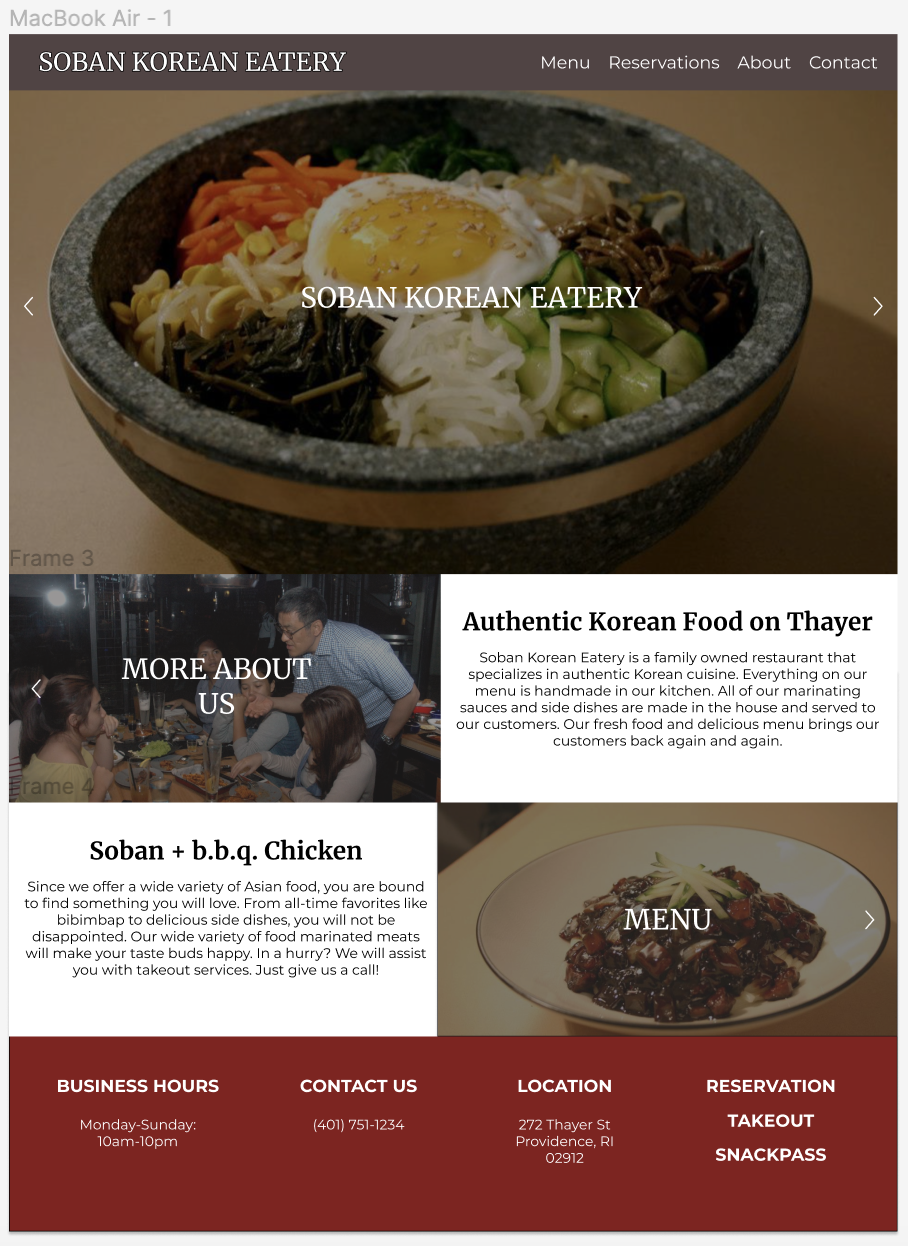 MacBook Air - 1
SOBAN KOREAN EATERY
Menu Reservations About Contact
SOBAN KOREAN EATERY
Frame 3
MORE ABOUT
US
Authentic Korean Food on Thayer
Soban Korean Eatery is a family owned restaurant that
specializes in authentic Korean cuisine. Everything on our
menu is handmade in our kitchen. All of our marinating
sauces and side dishes are made in the house and served to
our customers. Our fresh food and delicious menu brings our
customers back again and again.
Frame 4
Soban + b.b.q. Chicken
Since we offer a wide variety of Asian food, you are bound
to find something you will love. From all-time favorites like
bibimbap to delicious side dishes, you will not be
disappointed. Our wide variety of food marinated meats
will make your taste buds happy. In a hurry? We will assist
you with takeout services. Just give us a call!
MENU
BUSINESS HOURS
Monday-Sunday:
10am-10pm
CONTACT US
(401) 751-1234
LOCATION
272 Thayer St
Providence, RI
02912
RESERVATION
TAKEOUT
SNACKPASS